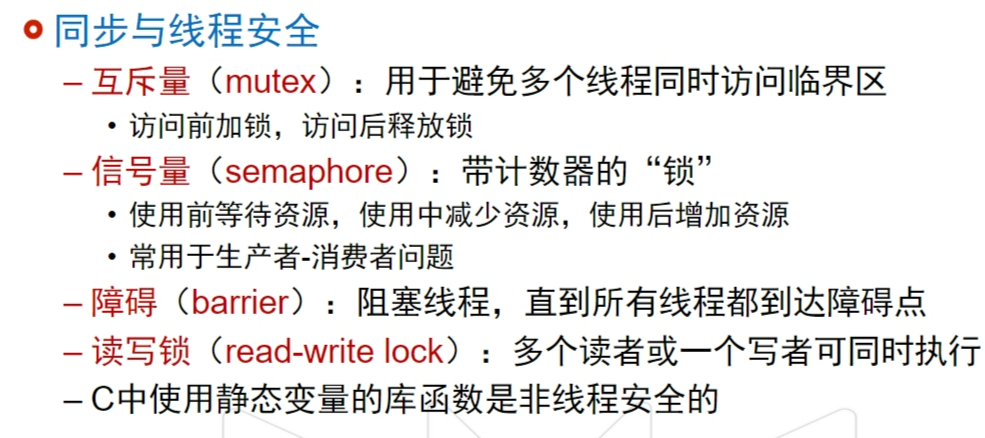 同步与线程安全
– 互斥量（mutex）：用于避免多个线程同时访问临界区
• 访问前加锁，访问后释放锁
– 信号量（semaphore）：带计数器的“锁”
• 使用前等待资源，使用中减少资源，使用后增加资源
• 常用于生产者-消费者问题
– 障碍（barrier）：阻塞线程，直到所有线程都到达障碍点
– 读写锁（read-write lock）：多个读者或一个写者可同时执行
– C中使用静态变量的库函数是非线程安全的